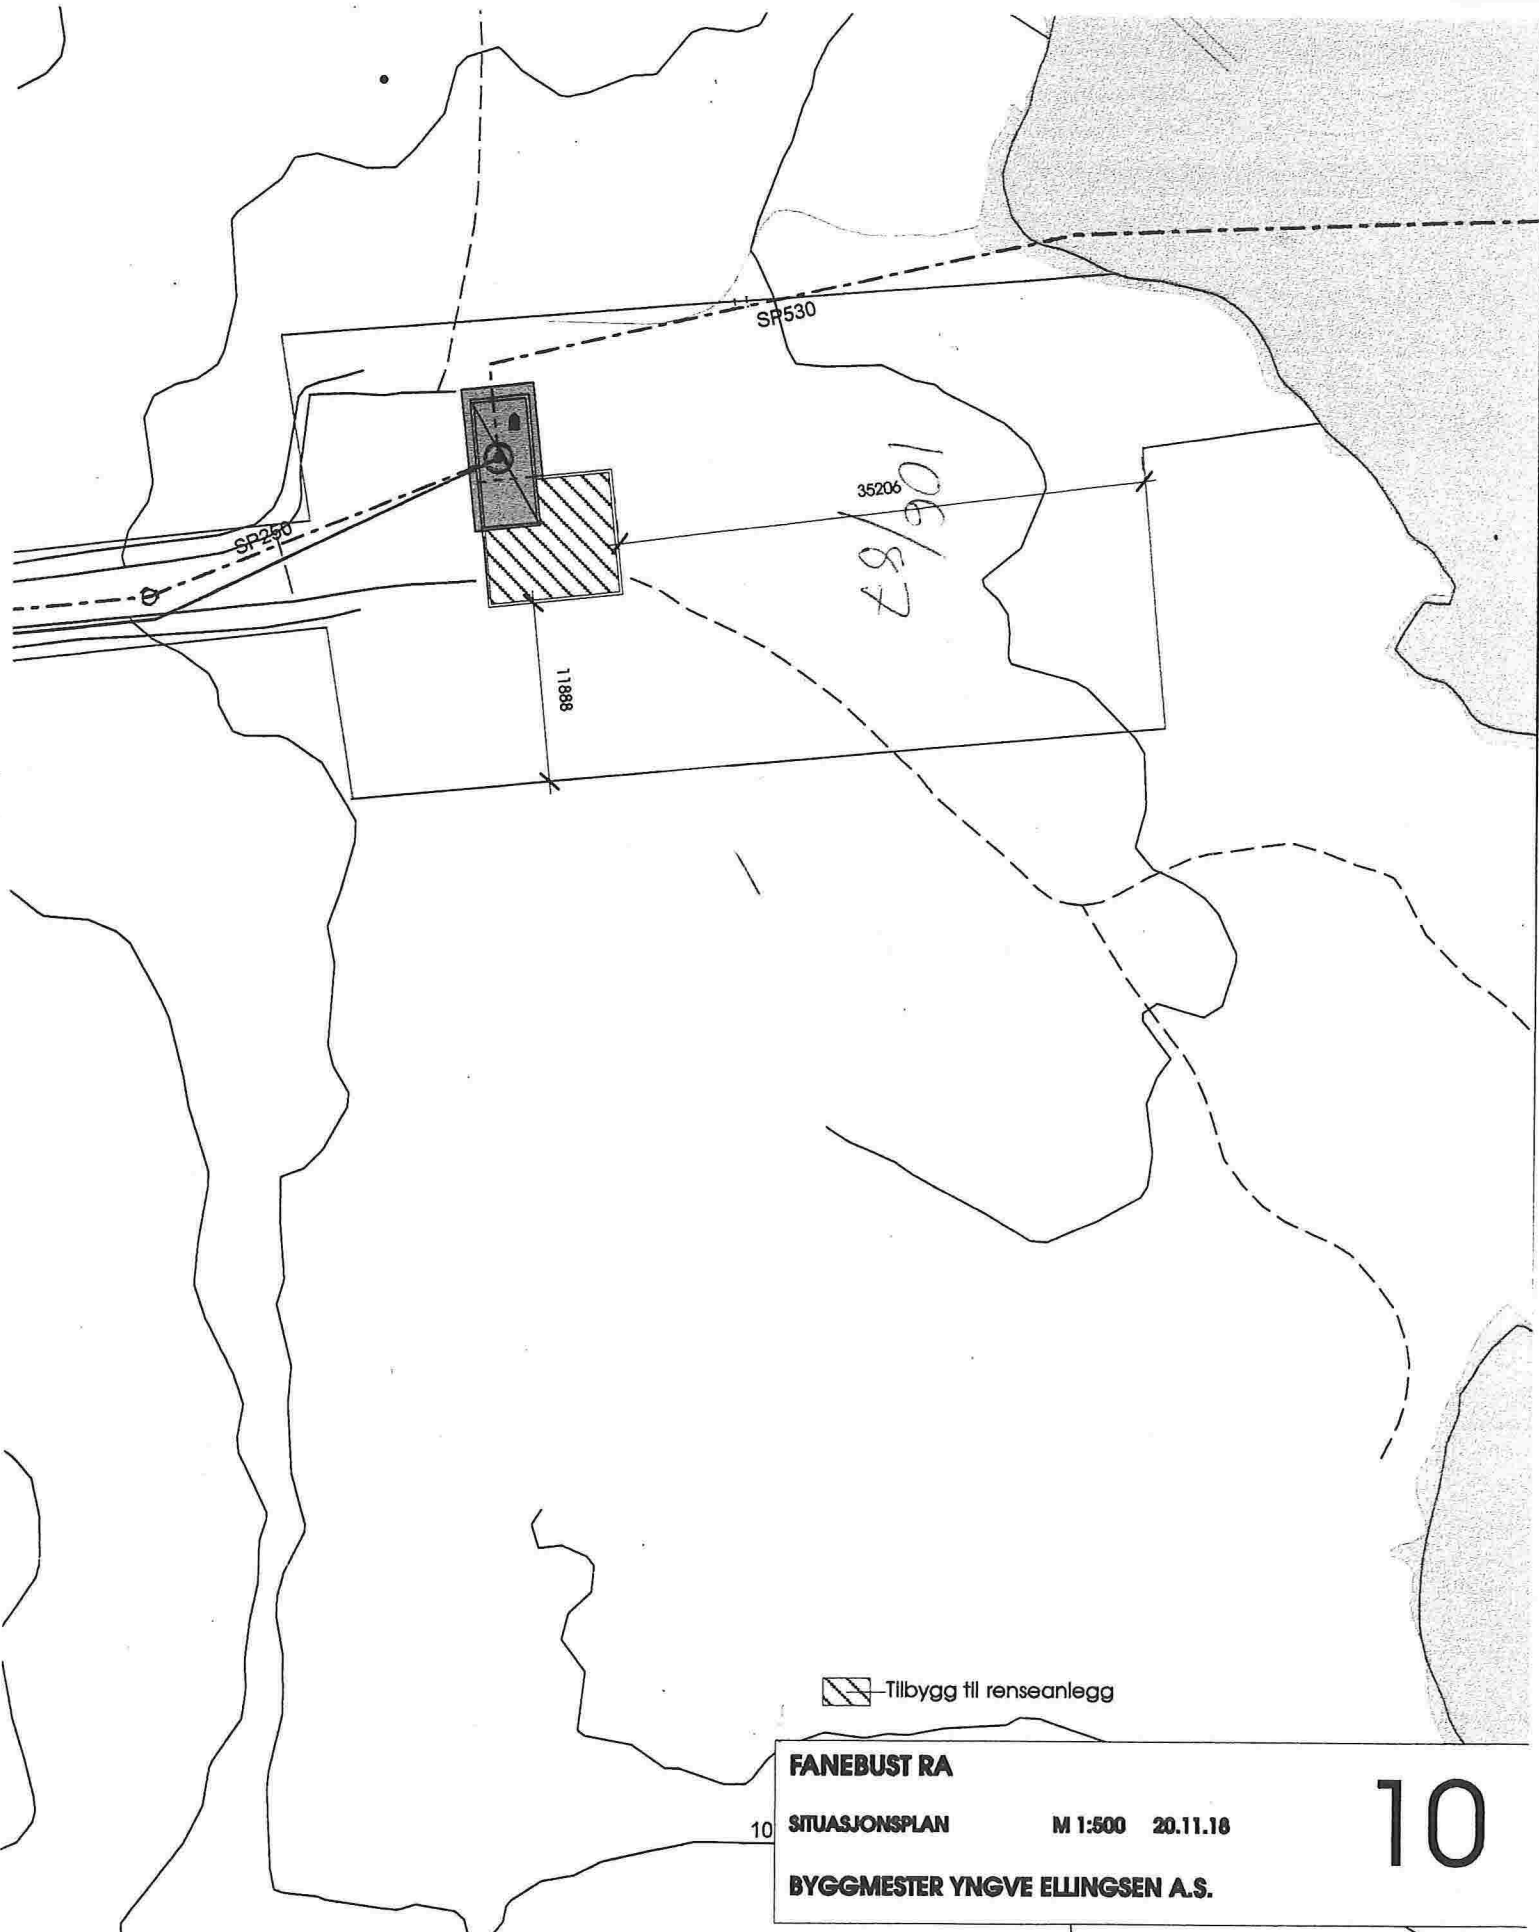 SP530
35206
106/87
SP250
11888
Tilbygg til renseanlegg
FANEBUST RA
10
SITUASJONSPLAN M 1:500 20.11.18
10
BYGGMESTER YNGVE ELLINGSEN A.S.